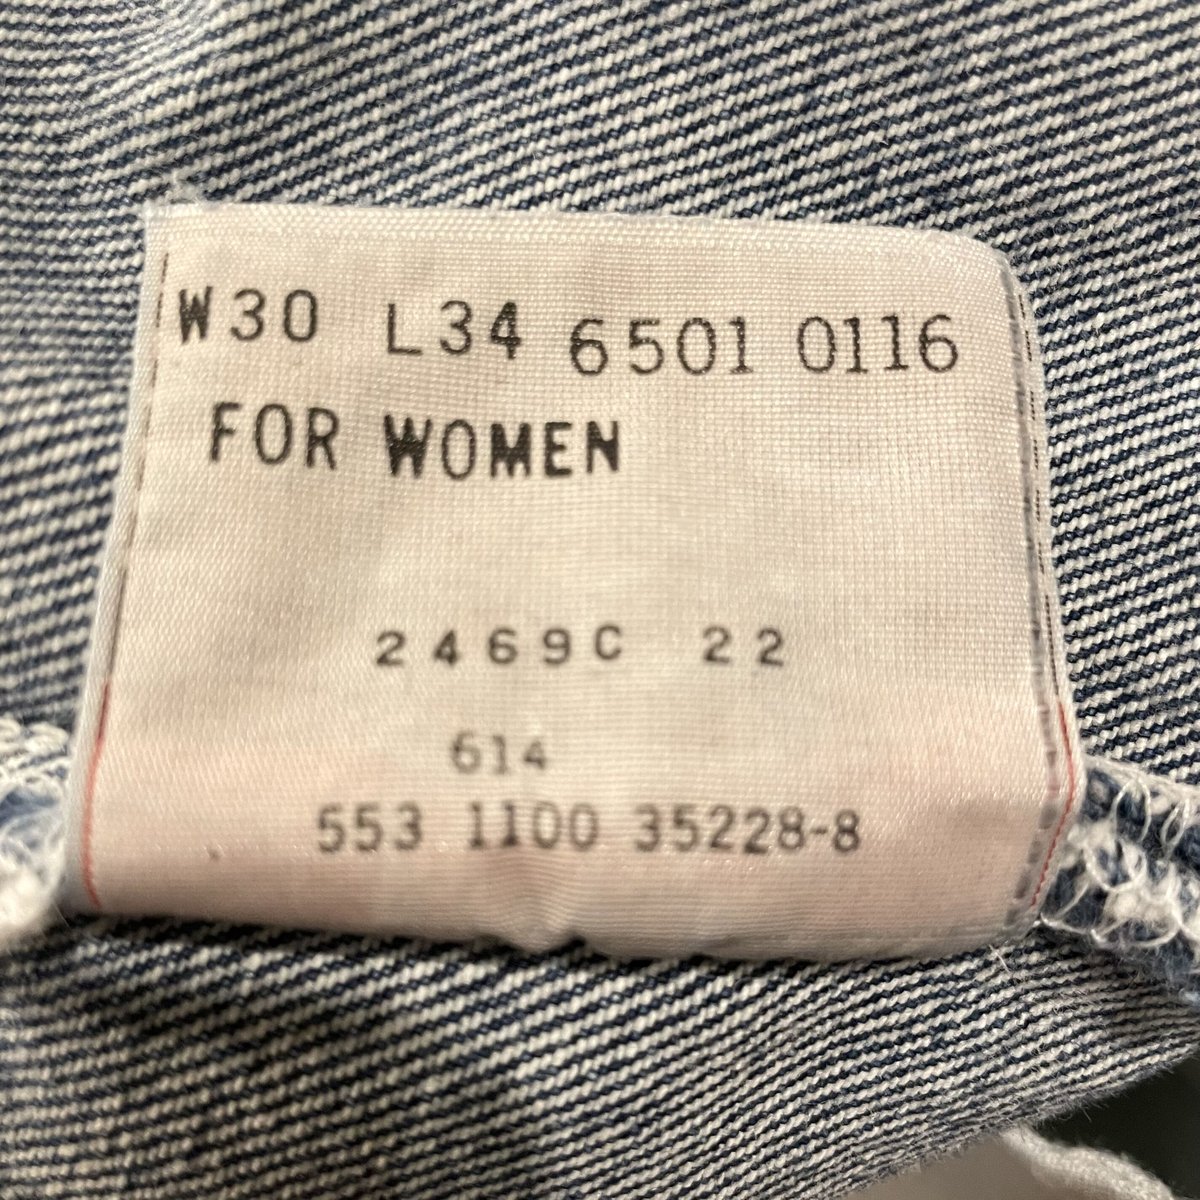 W30 L34 6501 0116
FOR WOMEN
2469C 22
614
553 1100 35228-8